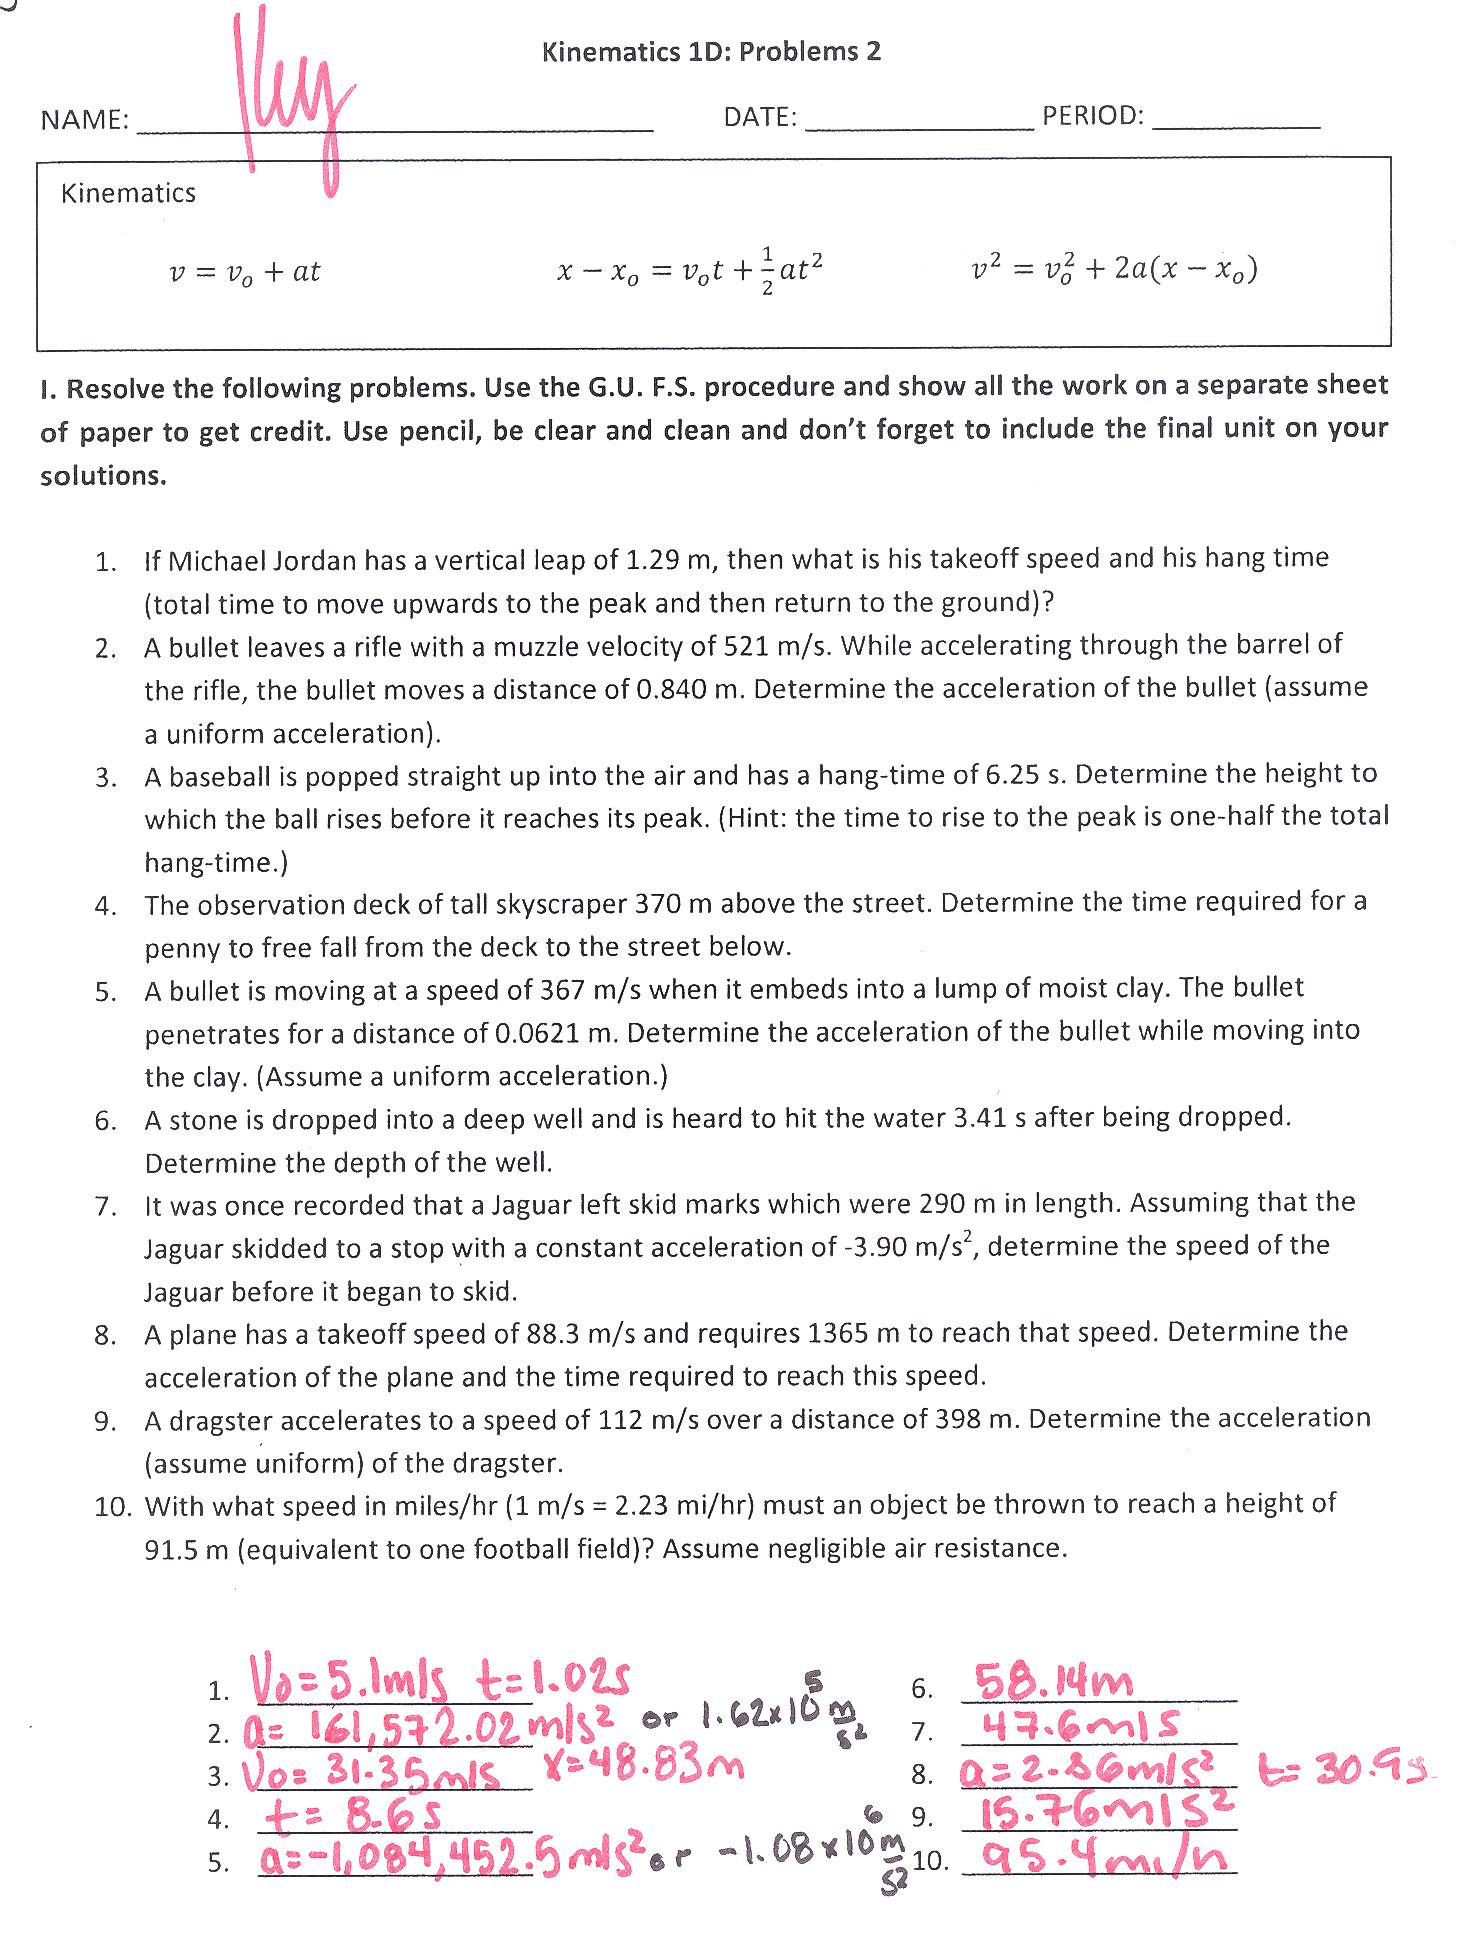 Kinematics 1D: Problems 2
Key
NAME: DATE: PERIOD:
Kinematics
v = v₀ + at x − x₀ = v₀t + ½at² v² = v₀² + 2a(x − x₀)
I. Resolve the following problems. Use the G.U. F.S. procedure and show all the work on a separate sheet
of paper to get credit. Use pencil, be clear and clean and don't forget to include the final unit on your
solutions.
1. If Michael Jordan has a vertical leap of 1.29 m, then what is his takeoff speed and his hang time
(total time to move upwards to the peak and then return to the ground)?
2. A bullet leaves a rifle with a muzzle velocity of 521 m/s. While accelerating through the barrel of
the rifle, the bullet moves a distance of 0.840 m. Determine the acceleration of the bullet (assume
a uniform acceleration).
3. A baseball is popped straight up into the air and has a hang-time of 6.25 s. Determine the height to
which the ball rises before it reaches its peak. (Hint: the time to rise to the peak is one-half the total
hang-time.)
4. The observation deck of tall skyscraper 370 m above the street. Determine the time required for a
penny to free fall from the deck to the street below.
5. A bullet is moving at a speed of 367 m/s when it embeds into a lump of moist clay. The bullet
penetrates for a distance of 0.0621 m. Determine the acceleration of the bullet while moving into
the clay. (Assume a uniform acceleration.)
6. A stone is dropped into a deep well and is heard to hit the water 3.41 s after being dropped.
Determine the depth of the well.
7. It was once recorded that a Jaguar left skid marks which were 290 m in length. Assuming that the
Jaguar skidded to a stop with a constant acceleration of -3.90 m/s², determine the speed of the
Jaguar before it began to skid.
8. A plane has a takeoff speed of 88.3 m/s and requires 1365 m to reach that speed. Determine the
acceleration of the plane and the time required to reach this speed.
9. A dragster accelerates to a speed of 112 m/s over a distance of 398 m. Determine the acceleration
(assume uniform) of the dragster.
10. With what speed in miles/hr (1 m/s = 2.23 mi/hr) must an object be thrown to reach a height of
91.5 m (equivalent to one football field)? Assume negligible air resistance.
1. V₀=5.1m/s t=1.02s
2. a= 161,572.02m/s² or 1.62x10⁵ m/s²
3. V₀= 31.35m/s x=48.83m
4. t= 8.6s
5. a=-1,084,452.5m/s² or -1.08x10⁶ m/s²
6. 58.14m
7. 47.6m/s
8. a=2.86m/s² t=30.9s
9. 15.76m/s²
10. 95.4mi/h